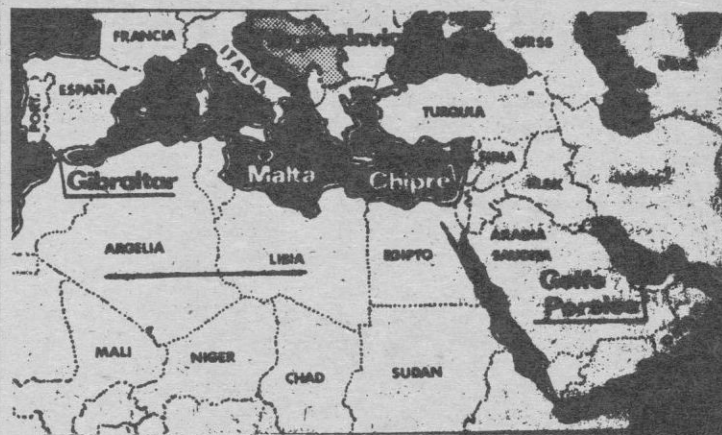 FRANCIA
ITALIA
URSS
ESPAÑA
PORT.
TURQUIA
SIRIA
Gibraltar
Malta
Chipre
ARGELIA
LIBIA
EGIPTO
ARABIA
SAUDITA
Golfo
Pérsico
MALI
NIGER
CHAD
SUDAN